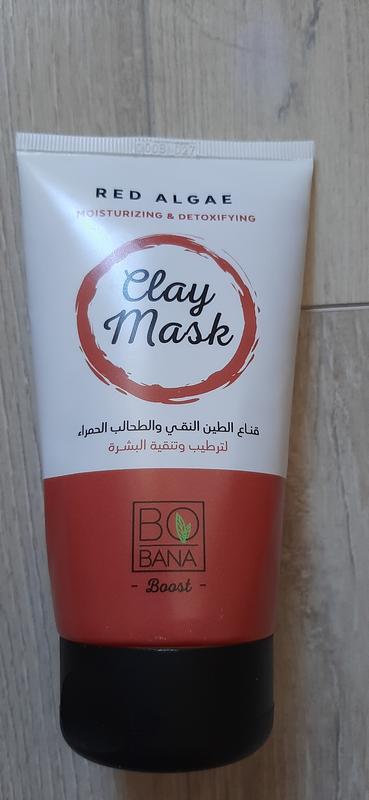 RED ALGAE
MOISTURIZING & DETOXIFYING
Clay
Mask
قناع الطين النقي والطحالب الحمراء
لترطيب وتنقية البشرة
BO
BANA
- Boost -